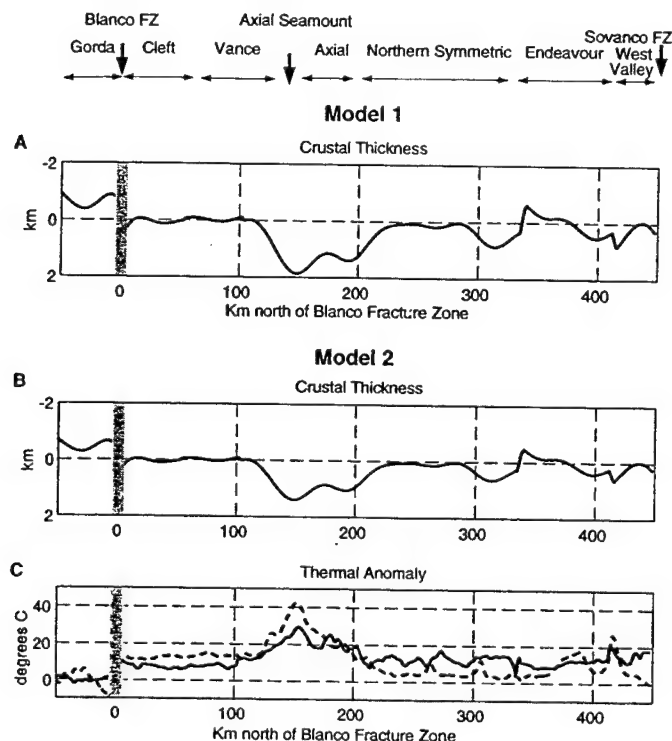 Blanco FZ
Axial Seamount
Sovanco FZ
Gorda Cleft Vance Axial Northern Symmetric Endeavour West Valley
Model 1
A
Crustal Thickness
-2
0
2
km
0 100 200 300 400
Km north of Blanco Fracture Zone
Model 2
B
Crustal Thickness
-2
0
2
km
0 100 200 300 400
C
Thermal Anomaly
40
20
0
degrees C
0 100 200 300 400
Km north of Blanco Fracture Zone